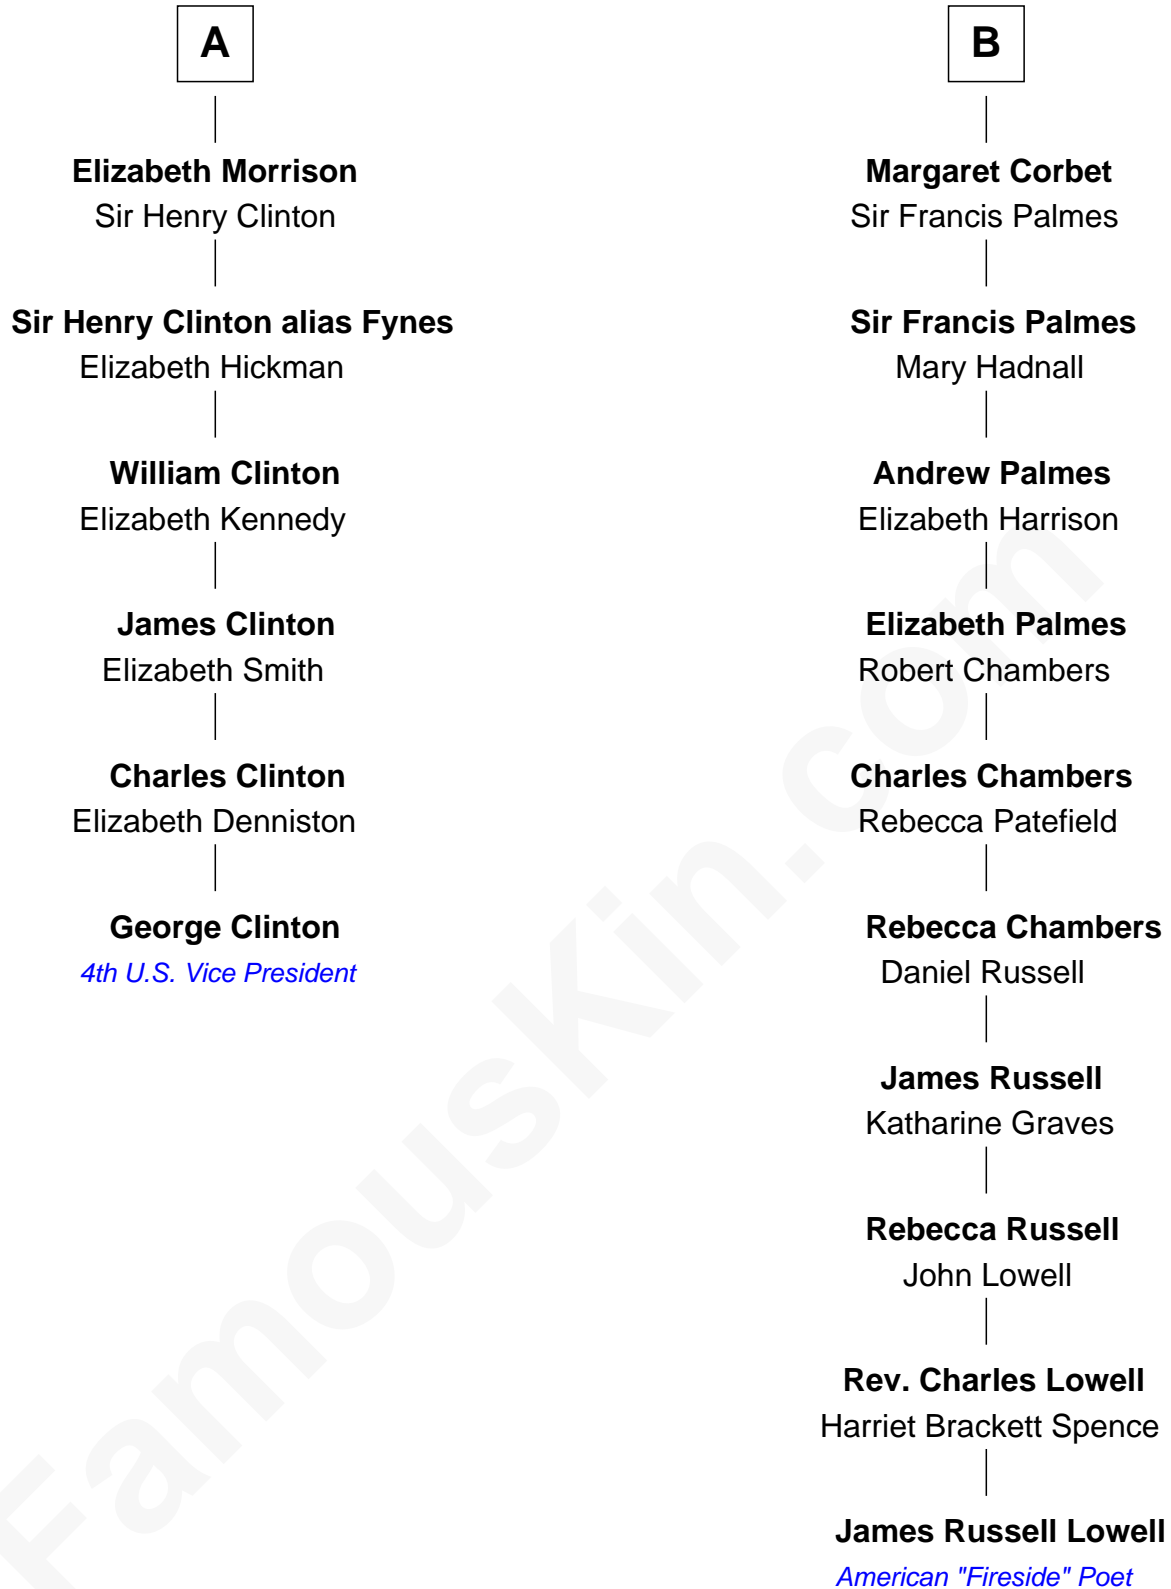 A
Elizabeth Morrison
Sir Henry Clinton
Sir Henry Clinton alias Fynes
Elizabeth Hickman
William Clinton
Elizabeth Kennedy
James Clinton
Elizabeth Smith
Charles Clinton
Elizabeth Denniston
George Clinton
4th U.S. Vice President
B
Margaret Corbet
Sir Francis Palmes
Sir Francis Palmes
Mary Hadnall
Andrew Palmes
Elizabeth Harrison
Elizabeth Palmes
Robert Chambers
Charles Chambers
Rebecca Patefield
Rebecca Chambers
Daniel Russell
James Russell
Katharine Graves
Rebecca Russell
John Lowell
Rev. Charles Lowell
Harriet Brackett Spence
James Russell Lowell
American "Fireside" Poet
FamousKin.com